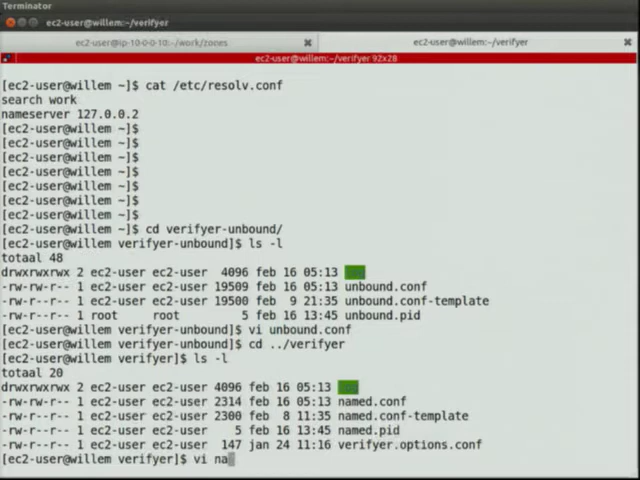 Terminator
ec2-user@willem:~/verifyer
ec2-user@ip-10-0-0-10:~/work/zones
ec2-user@willem:~/verifyer
ec2-user@willem:~/verifyer 92x28
[ec2-user@willem ~]$ cat /etc/resolv.conf
search work
nameserver 127.0.0.2
[ec2-user@willem ~]$
[ec2-user@willem ~]$
[ec2-user@willem ~]$
[ec2-user@willem ~]$
[ec2-user@willem ~]$
[ec2-user@willem ~]$
[ec2-user@willem ~]$
[ec2-user@willem ~]$ cd verifyer-unbound/
[ec2-user@willem verifyer-unbound]$ ls -l
totaal 48
drwxrwxrwx 2 ec2-user ec2-user 4096 feb 16 05:13
-rw-rw-r-- 1 ec2-user ec2-user 19509 feb 16 05:13 unbound.conf
-rw-rw-r-- 1 ec2-user ec2-user 19500 feb 9 21:35 unbound.conf-template
-rw-rw-r-- 1 root root 5 feb 16 13:45 unbound.pid
[ec2-user@willem verifyer-unbound]$ vi unbound.conf
[ec2-user@willem verifyer-unbound]$ cd ../verifyer
[ec2-user@willem verifyer]$ ls -l
totaal 20
drwxrwxrwx 2 ec2-user ec2-user 4096 feb 16 05:13
-rw-rw-r-- 1 ec2-user ec2-user 2314 feb 16 05:13 named.conf
-rw-rw-r-- 1 ec2-user ec2-user 2300 feb 8 11:35 named.conf-template
-rw-rw-r-- 1 ec2-user ec2-user 5 feb 16 13:45 named.pid
-rw-rw-r-- 1 ec2-user ec2-user 147 jan 24 11:16 verifyer.options.conf
[ec2-user@willem verifyer]$ vi na